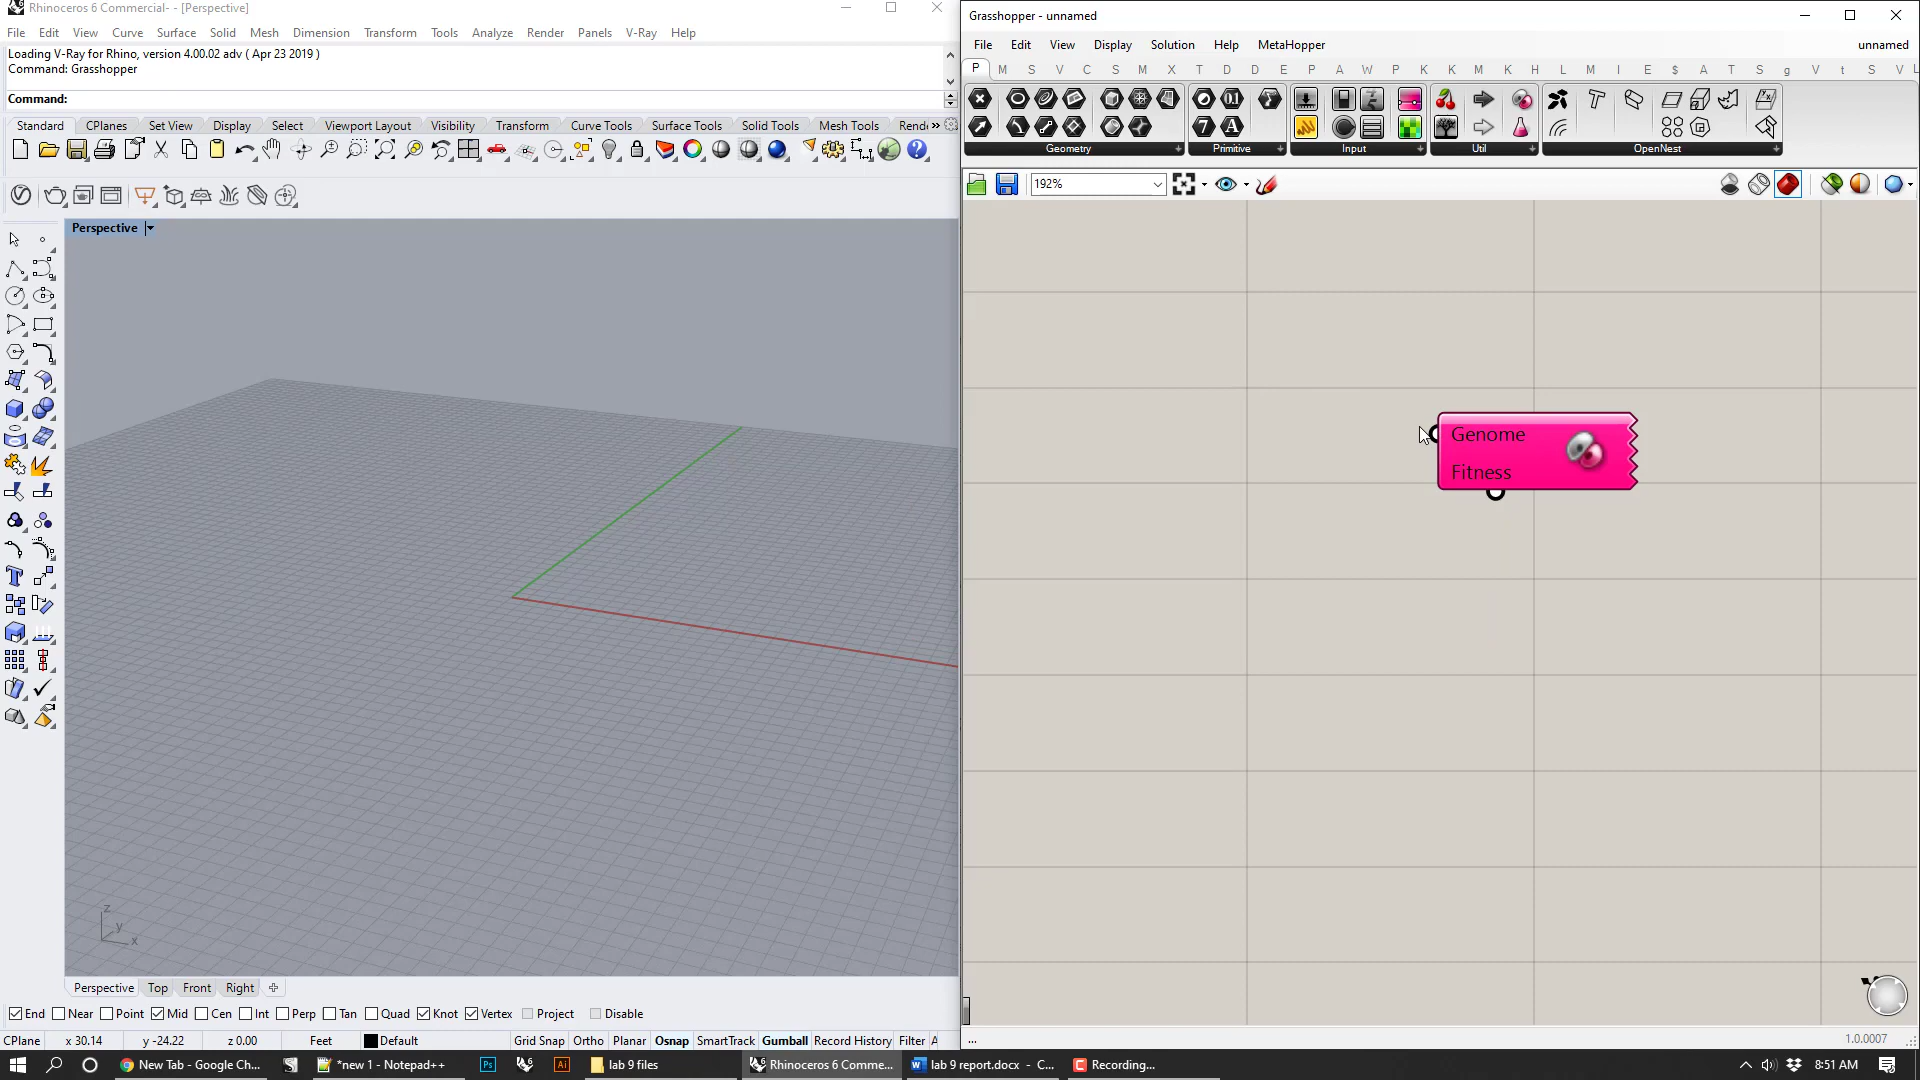 Rhinoceros 6 Commercial- - [Perspective]
File Edit View Curve Surface Solid Mesh Dimension Transform Tools Analyze Render Panels V-Ray Help
Loading V-Ray for Rhino, version 4.00.02 adv ( Apr 23 2019 )
Command: Grasshopper
Command:
Standard CPlanes Set View Display Select Viewport Layout Visibility Transform Curve Tools Surface Tools Solid Tools Mesh Tools Rend »
Perspective
z
y
x
Perspective Top Front Right
End Near Point Mid Cen Int Perp Tan Quad Knot Vertex Project Disable
CPlane x 30.14 y -24.22 z 0.00 Feet Default Grid Snap Ortho Planar Osnap SmartTrack Gumball Record History Filter A
Grasshopper - unnamed
File Edit View Display Solution Help MetaHopper unnamed
P M S V C S M X T D D E P A W P K K M K H L M I E $ A T S g V t S V L
Geometry Primitive Input Util OpenNest
192%
Genome
Fitness
... 1.0.0007
New Tab - Google Ch... *new 1 - Notepad++ Ps Ai lab 9 files Rhinoceros 6 Comme... lab 9 report.docx - C... Recording... 8:51 AM